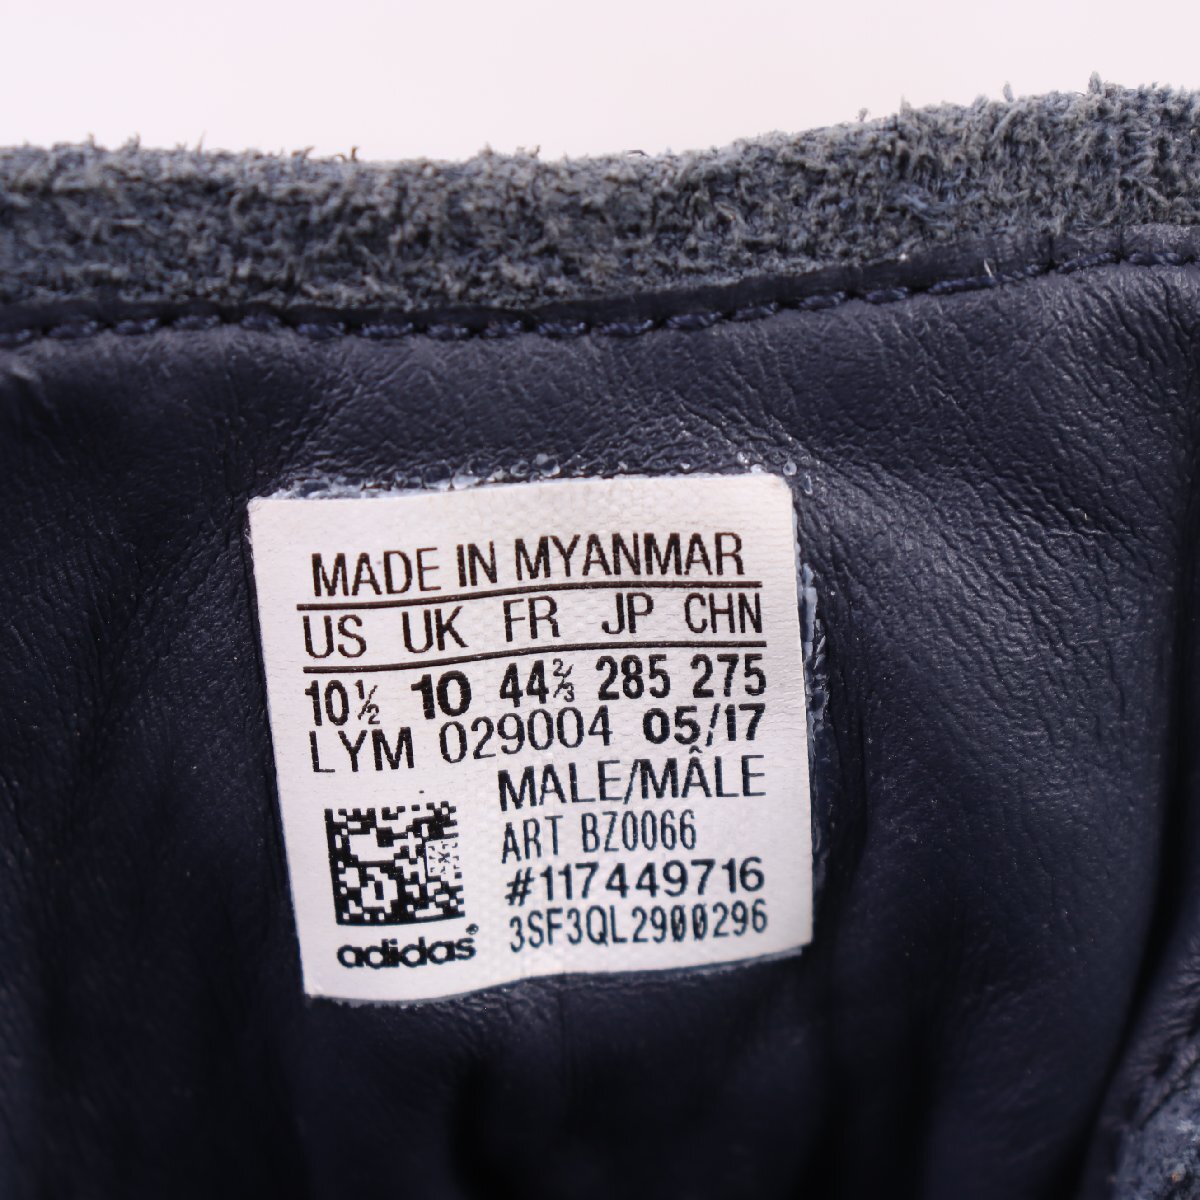 MADE IN MYANMAR
US UK FR JP CHN
10½ 10 44⅔ 285 275
LYM 029004 05/17
MALE/MÂLE
ART BZ0066
#117449716
3SF3QL2900296
adidas®